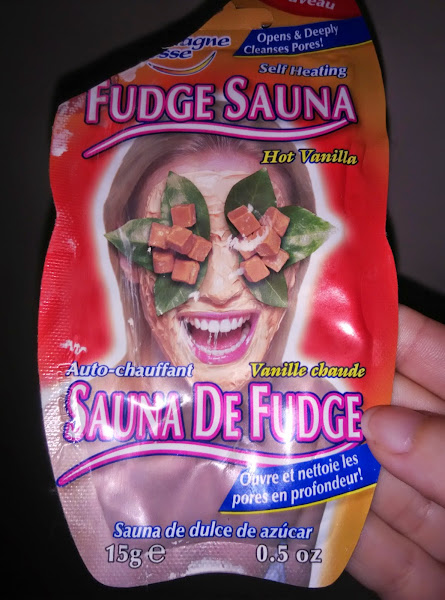 Nouveau
Opens & Deeply
Cleanses Pores!
Self Heating
FUDGE SAUNA
Hot Vanilla
Auto-chauffant
Vanille chaude
SAUNA DE FUDGE
Ouvre et nettoie les
pores en profondeur!
Sauna de dulce de azúcar
15g e 0.5 oz